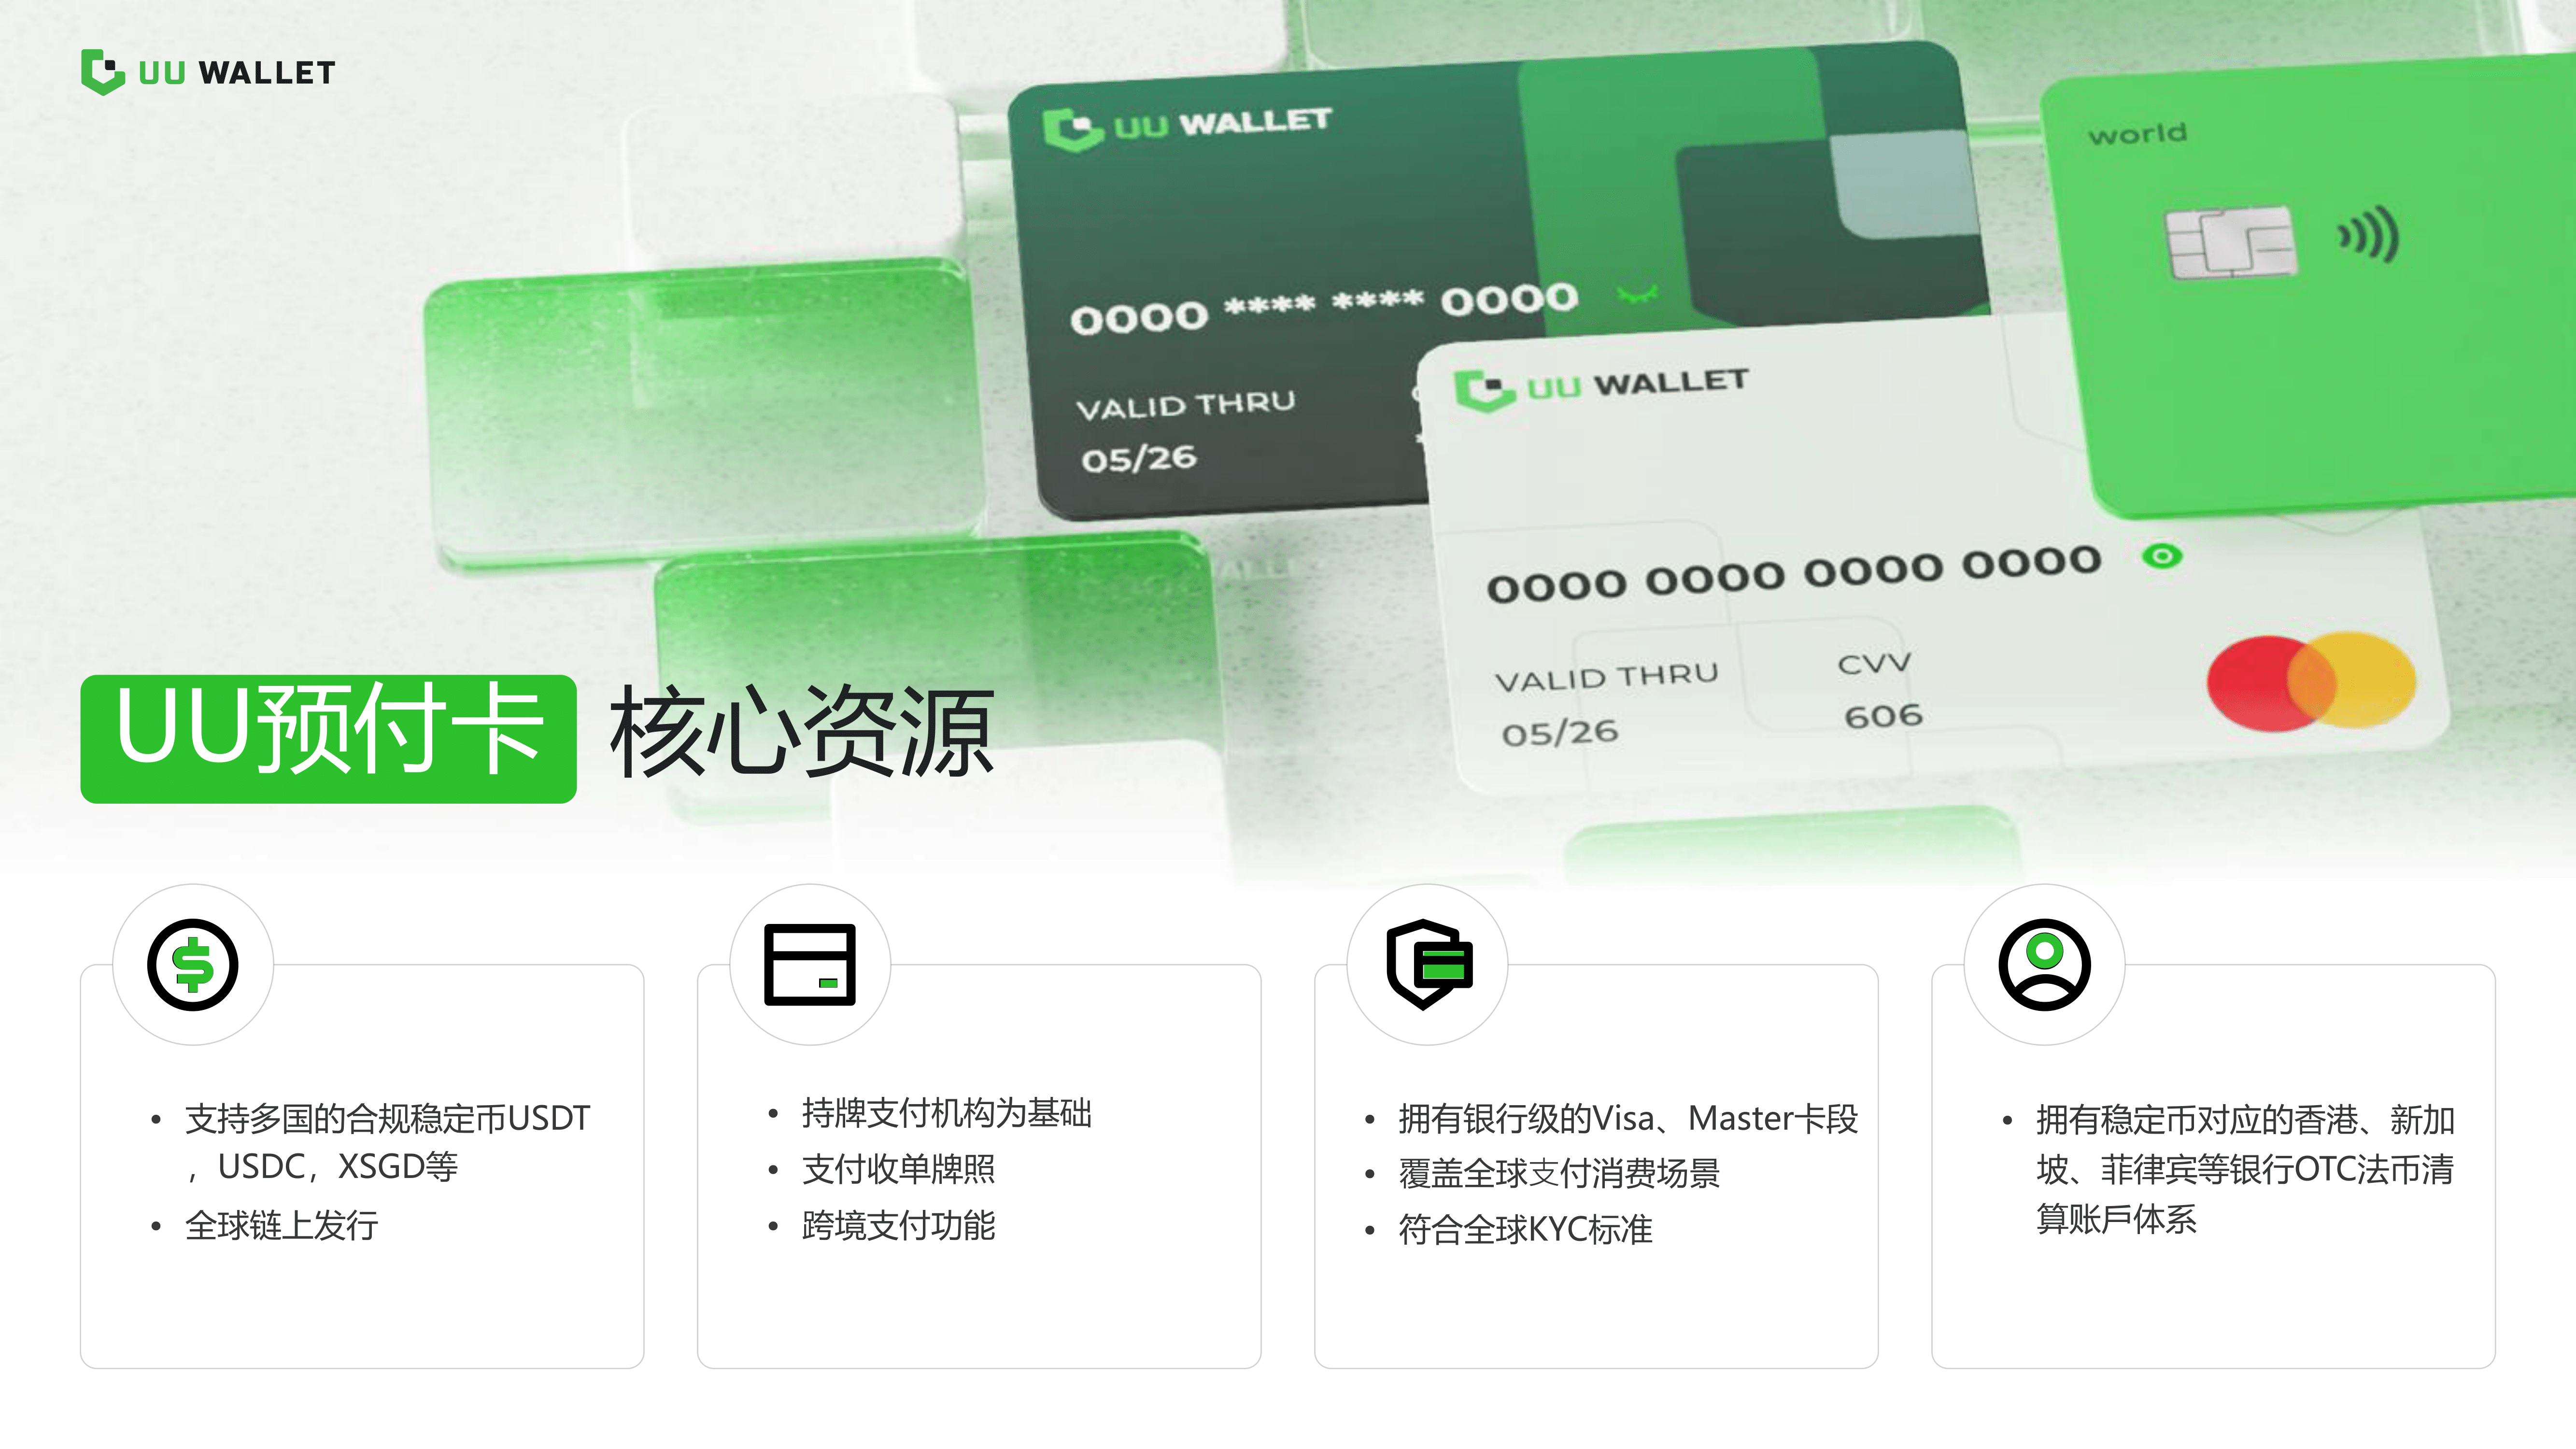 UU WALLET
UU WALLET
0000 **** **** 0000
VALID THRU
05/26
world
UU WALLET
0000 0000 0000 0000
VALID THRU
CVV
05/26
606
UU预付卡 核心资源
• 支持多国的合规稳定币USDT
，USDC，XSGD等
• 全球链上发行
• 持牌支付机构为基础
• 支付收单牌照
• 跨境支付功能
• 拥有银行级的Visa、Master卡段
• 覆盖全球支付消费场景
• 符合全球KYC标准
• 拥有稳定币对应的香港、新加
坡、菲律宾等银行OTC法币清
算账戶体系